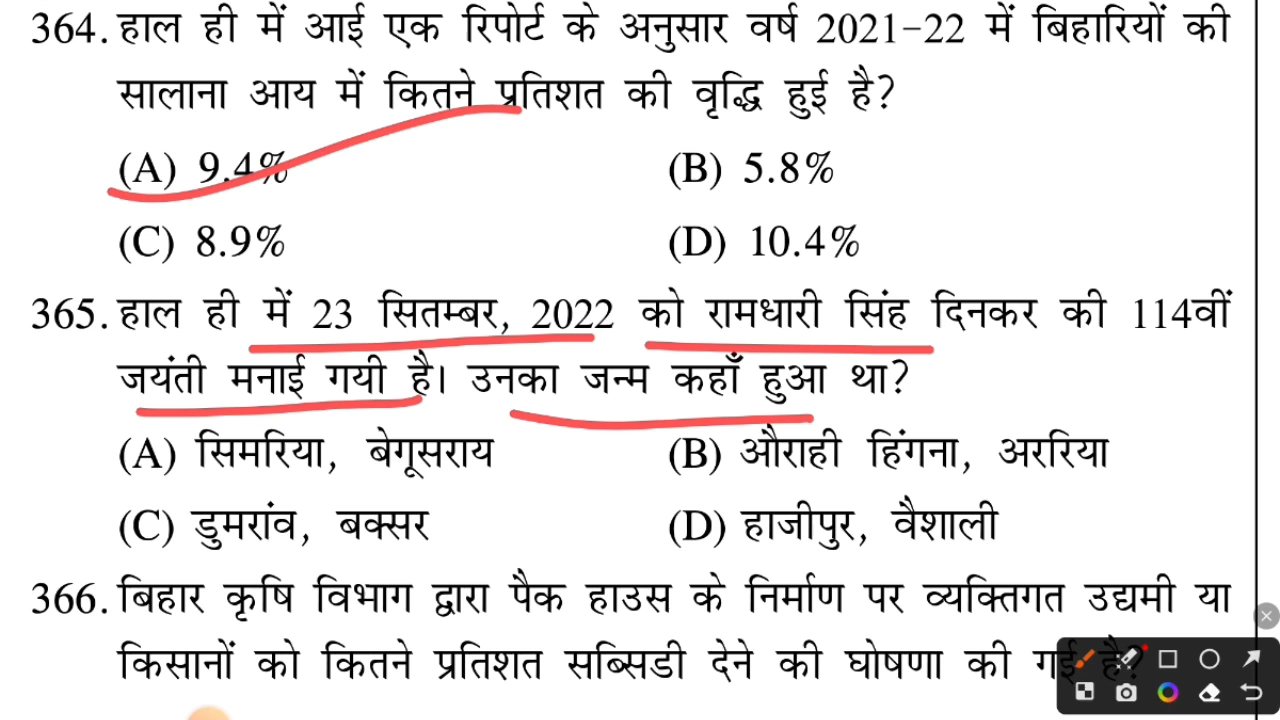 364. हाल ही में आई एक रिपोर्ट के अनुसार वर्ष 2021-22 में बिहारियों की
सालाना आय में कितने प्रतिशत की वृद्धि हुई है?
(A) 9.4% (B) 5.8%
(C) 8.9% (D) 10.4%
365. हाल ही में 23 सितम्बर, 2022 को रामधारी सिंह दिनकर की 114वीं
जयंती मनाई गयी है। उनका जन्म कहाँ हुआ था?
(A) सिमरिया, बेगूसराय (B) औराही हिंगना, अररिया
(C) डुमरांव, बक्सर (D) हाजीपुर, वैशाली
366. बिहार कृषि विभाग द्वारा पैक हाउस के निर्माण पर व्यक्तिगत उद्यमी या
किसानों को कितने प्रतिशत सब्सिडी देने की घोषणा की गई है?